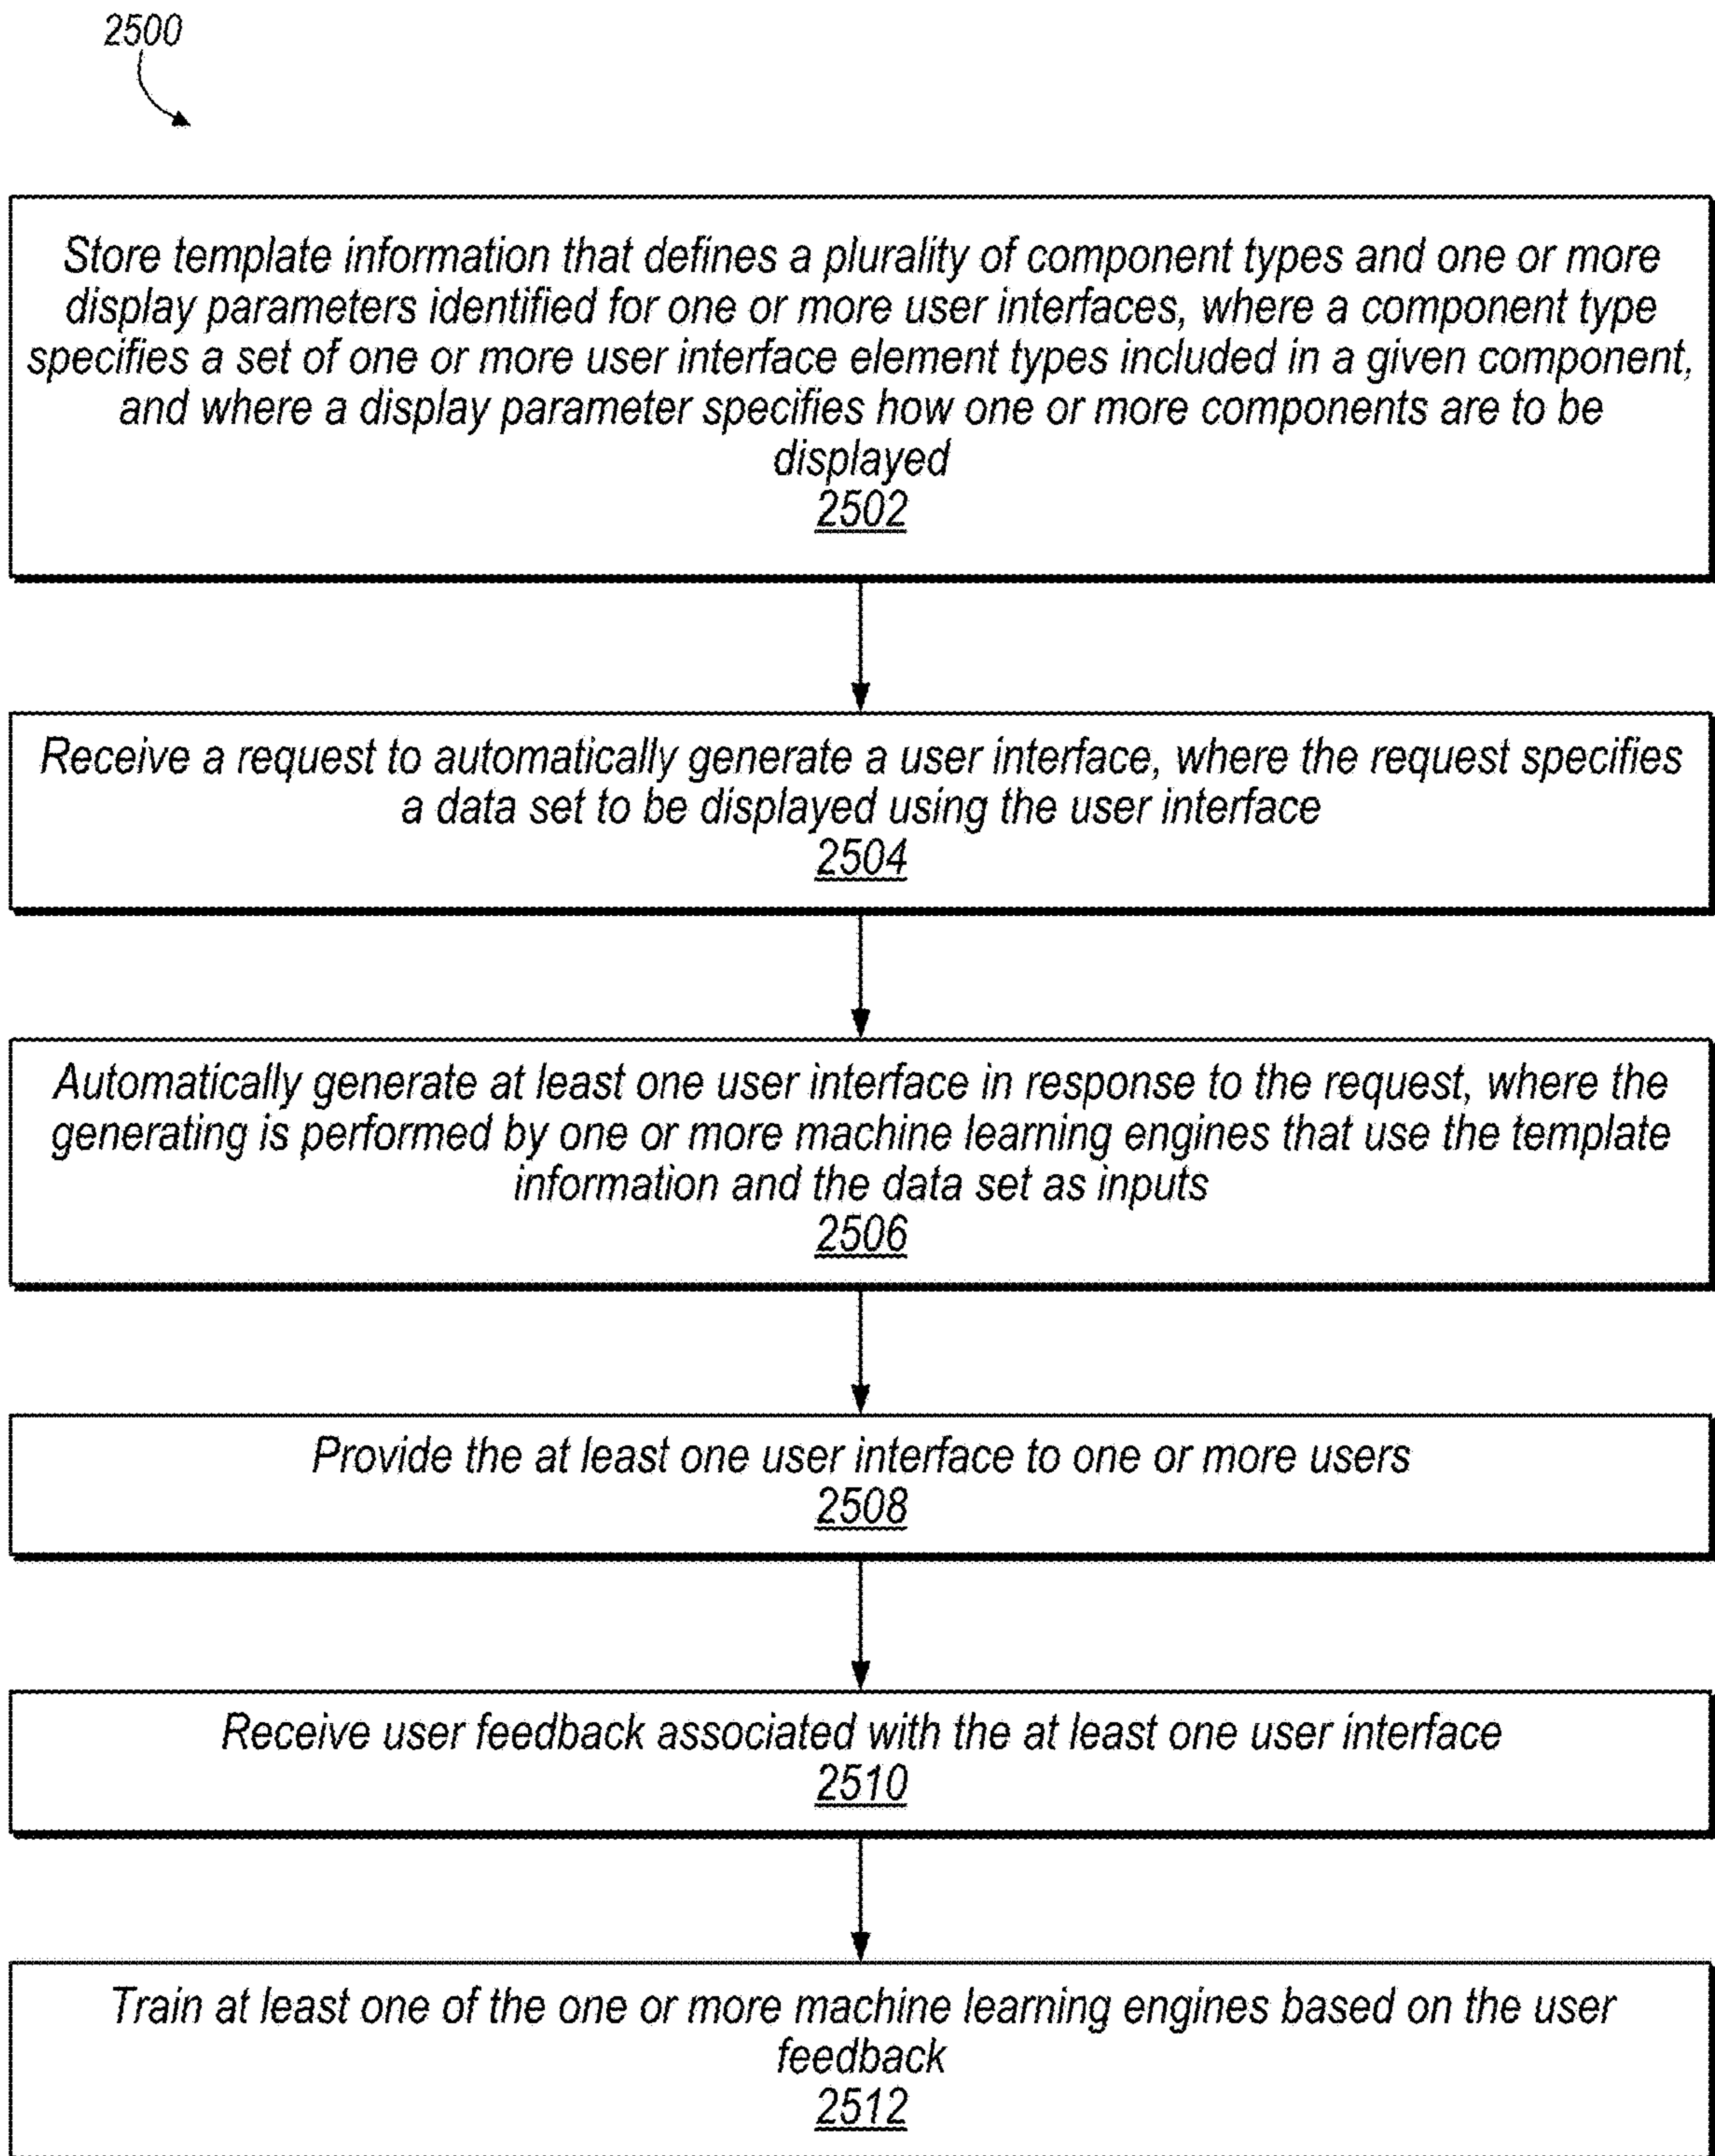 2500
Store template information that defines a plurality of component types and one or more
display parameters identified for one or more user interfaces, where a component type
specifies a set of one or more user interface element types included in a given component,
and where a display parameter specifies how one or more components are to be
displayed
2502
Receive a request to automatically generate a user interface, where the request specifies
a data set to be displayed using the user interface
2504
Automatically generate at least one user interface in response to the request, where the
generating is performed by one or more machine learning engines that use the template
information and the data set as inputs
2506
Provide the at least one user interface to one or more users
2508
Receive user feedback associated with the at least one user interface
2510
Train at least one of the one or more machine learning engines based on the user
feedback
2512